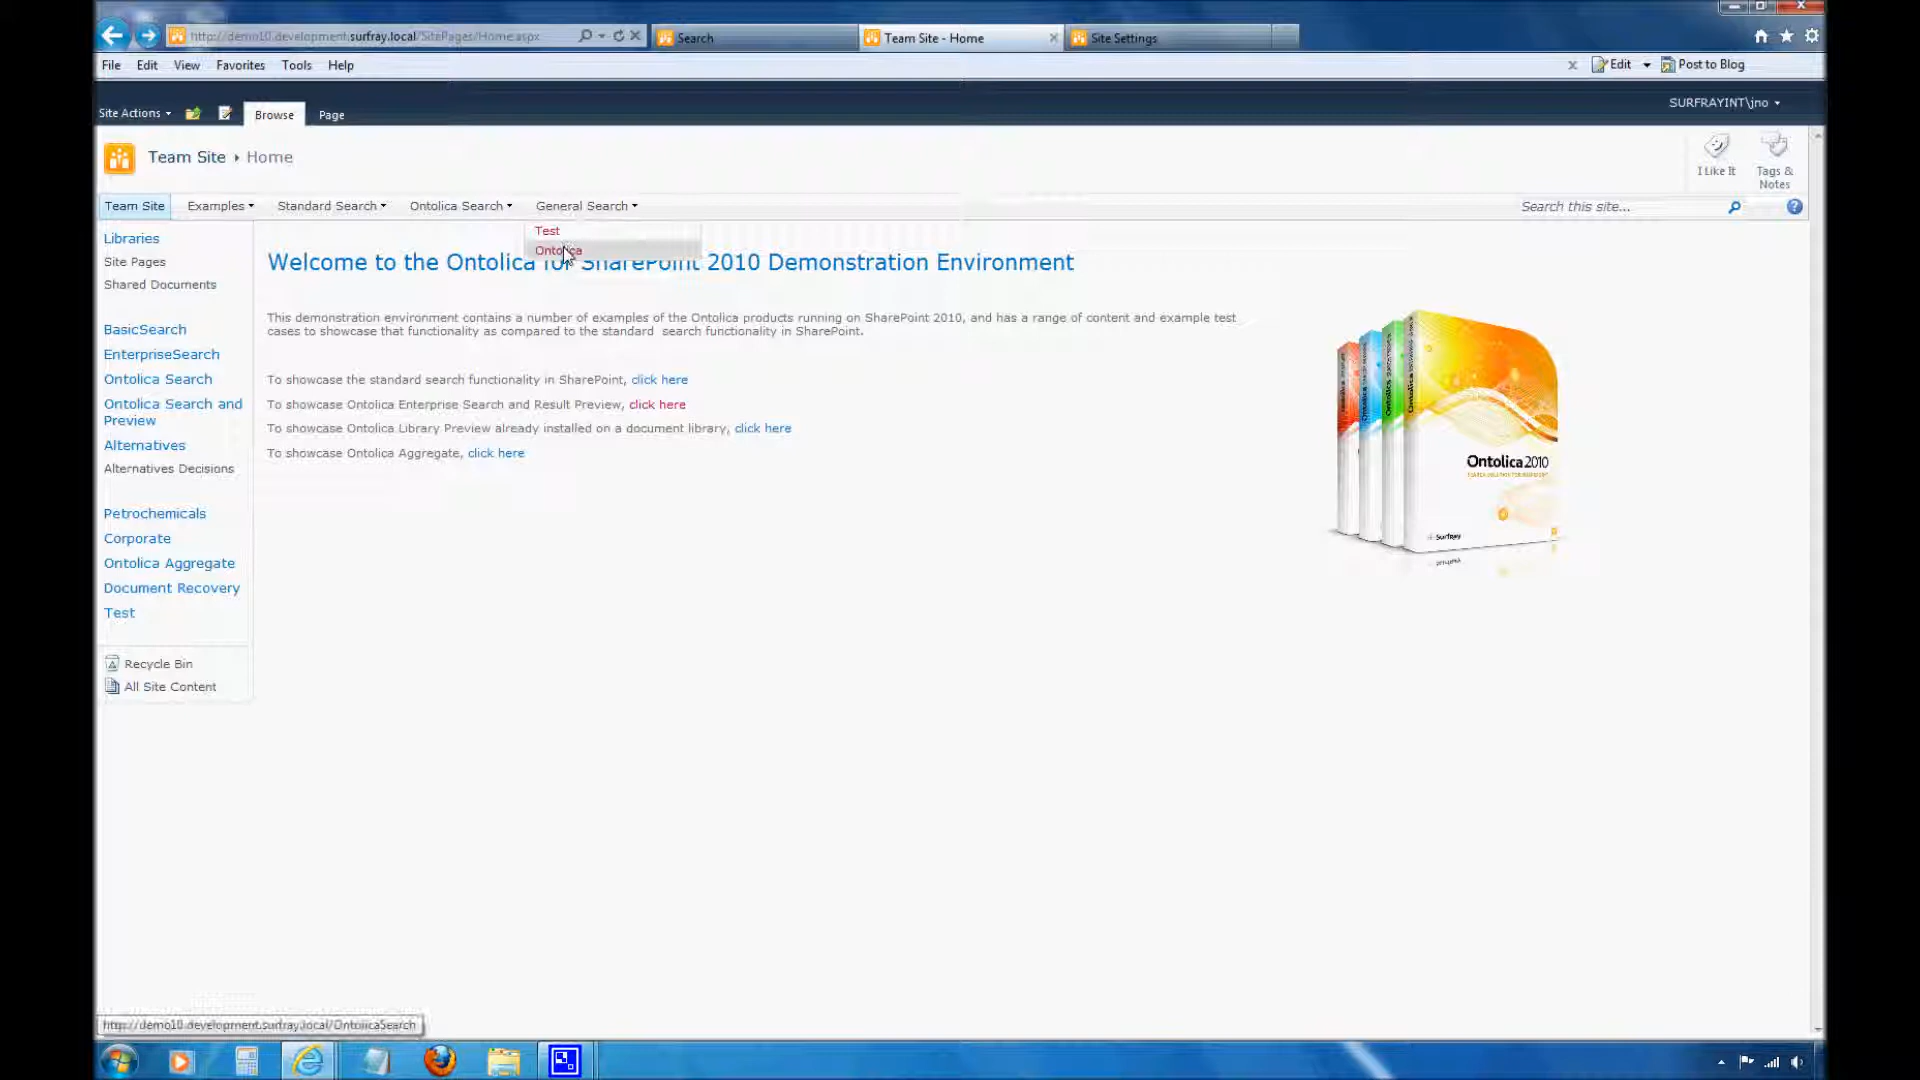 http://demo10.development.surfray.local/SitePages/Home.aspx
Search
Team Site - Home
Site Settings
File Edit View Favorites Tools Help
Edit
Post to Blog
Site Actions
Browse
Page
SURFRAYINT\jno
Team Site
Home
I Like It
Tags & Notes
Team Site
Examples
Standard Search
Ontolica Search
General Search
Search this site...
Test
Ontolica
Libraries
Site Pages
Shared Documents
BasicSearch
EnterpriseSearch
Ontolica Search
Ontolica Search and
Preview
Alternatives
Alternatives Decisions
Petrochemicals
Corporate
Ontolica Aggregate
Document Recovery
Test
Recycle Bin
All Site Content
Welcome to the Ontolica for SharePoint 2010 Demonstration Environment
This demonstration environment contains a number of examples of the Ontolica products running on SharePoint 2010, and has a range of content and example test
cases to showcase that functionality as compared to the standard search functionality in SharePoint.
To showcase the standard search functionality in SharePoint, click here
To showcase Ontolica Enterprise Search and Result Preview, click here
To showcase Ontolica Library Preview already installed on a document library, click here
To showcase Ontolica Aggregate, click here
Ontolica2010
Surfray
http://demo10.development.surfray.local/OntolicaSearch